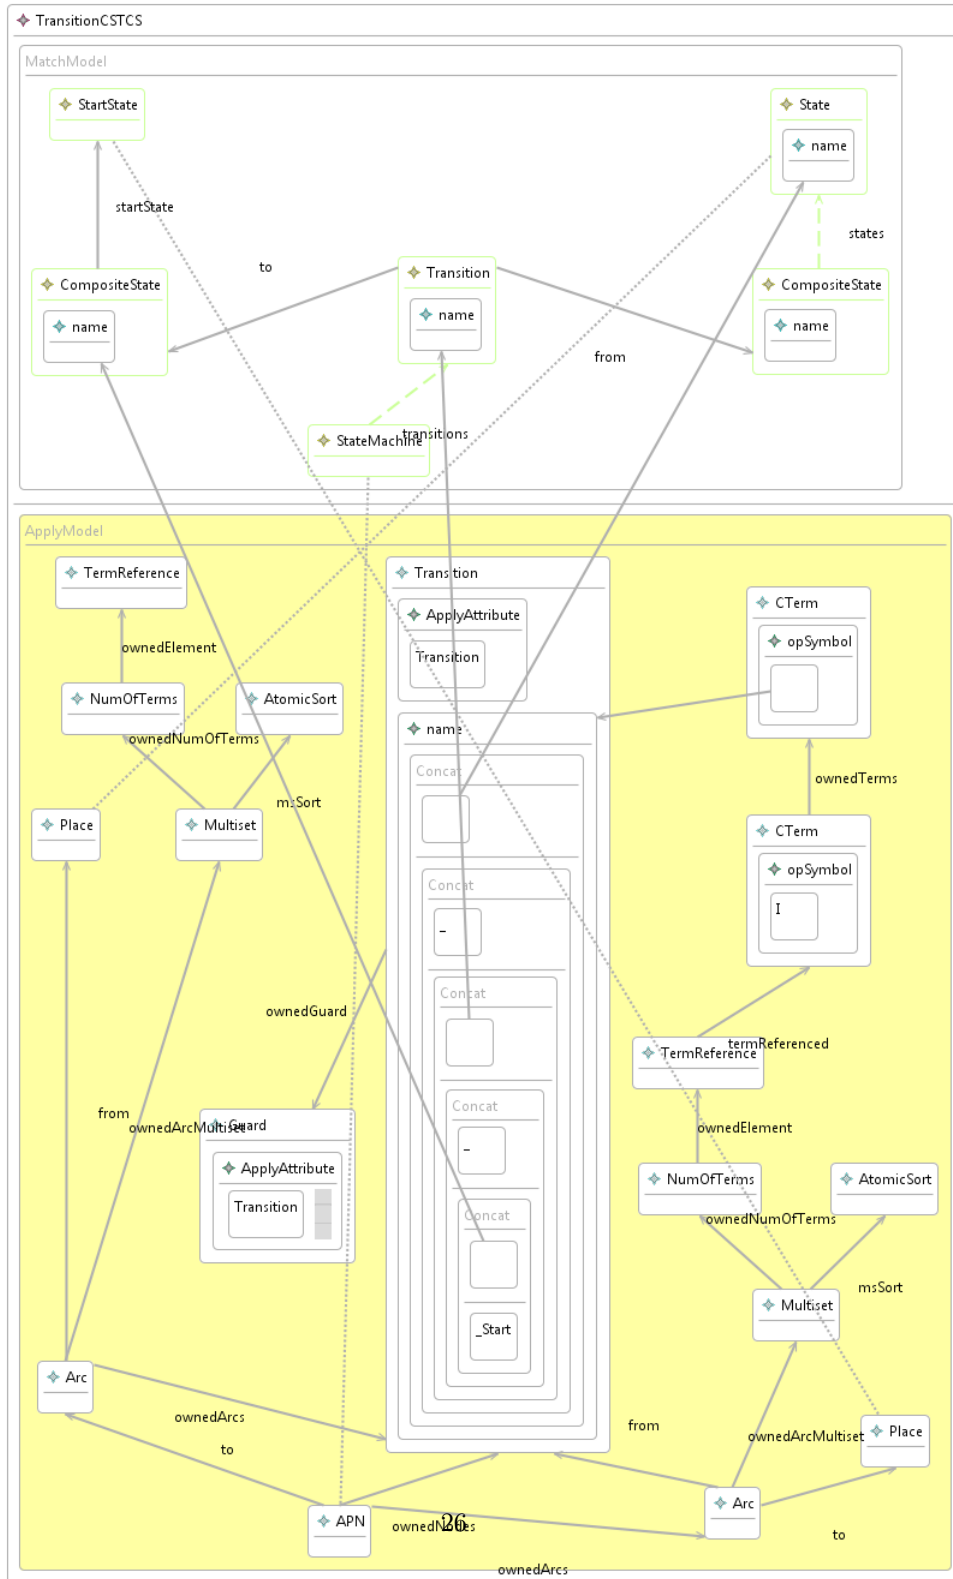 TransitionCSTCS
MatchModel
StartState
State
name
startState
states
to
Transition
CompositeState
CompositeState
name
name
name
from
transitions
StateMachine
ApplyModel
TermReference
Transition
CTerm
ApplyAttribute
opSymbol
Transition
ownedElement
NumOfTerms
AtomicSort
name
ownedNumOfTerms
Concat
ownedTerms
msSort
Place
Multiset
CTerm
opSymbol
Concat
I
-
Concat
ownedGuard
termReferenced
TermReference
from
Concat
ownedArcMultiset
Guard
ownedElement
-
ApplyAttribute
NumOfTerms
AtomicSort
Transition
Concat
ownedNumOfTerms
msSort
Multiset
_Start
Arc
ownedArcs
from
Place
ownedArcMultiset
to
Arc
APN
ownedNodes
26
to
ownedArcs